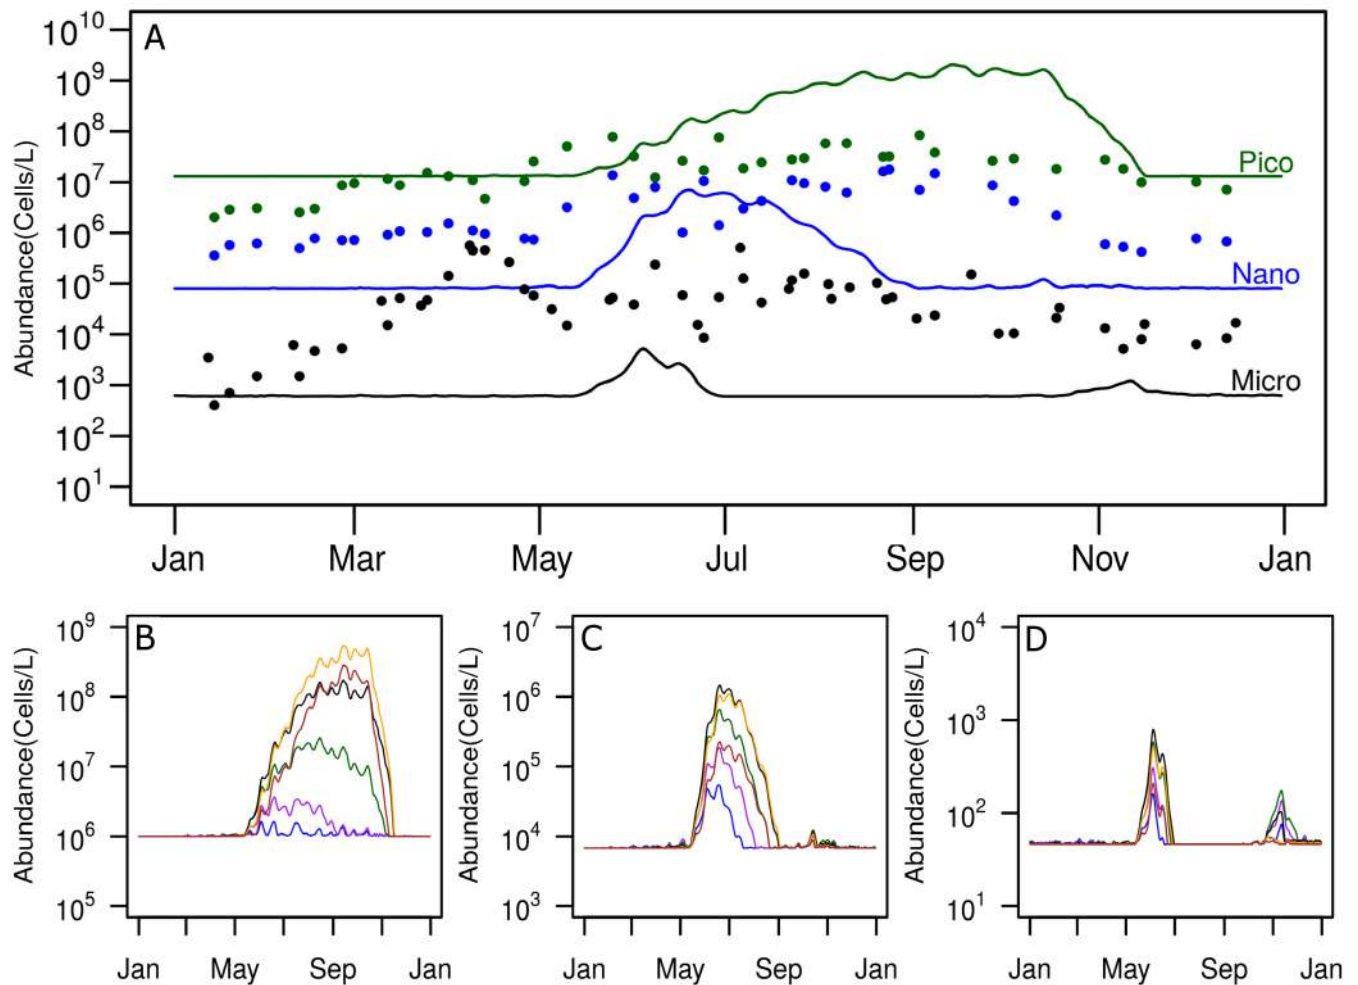 A
Abundance(Cells/L)
10^10
10^9
10^8
10^7
10^6
10^5
10^4
10^3
10^2
10^1
Pico
Nano
Micro
Jan Mar May Jul Sep Nov Jan
B
Abundance(Cells/L)
10^9
10^8
10^7
10^6
10^5
Jan May Sep Jan
C
Abundance(Cells/L)
10^7
10^6
10^5
10^4
10^3
Jan May Sep Jan
D
Abundance(Cells/L)
10^4
10^3
10^2
10^1
Jan May Sep Jan